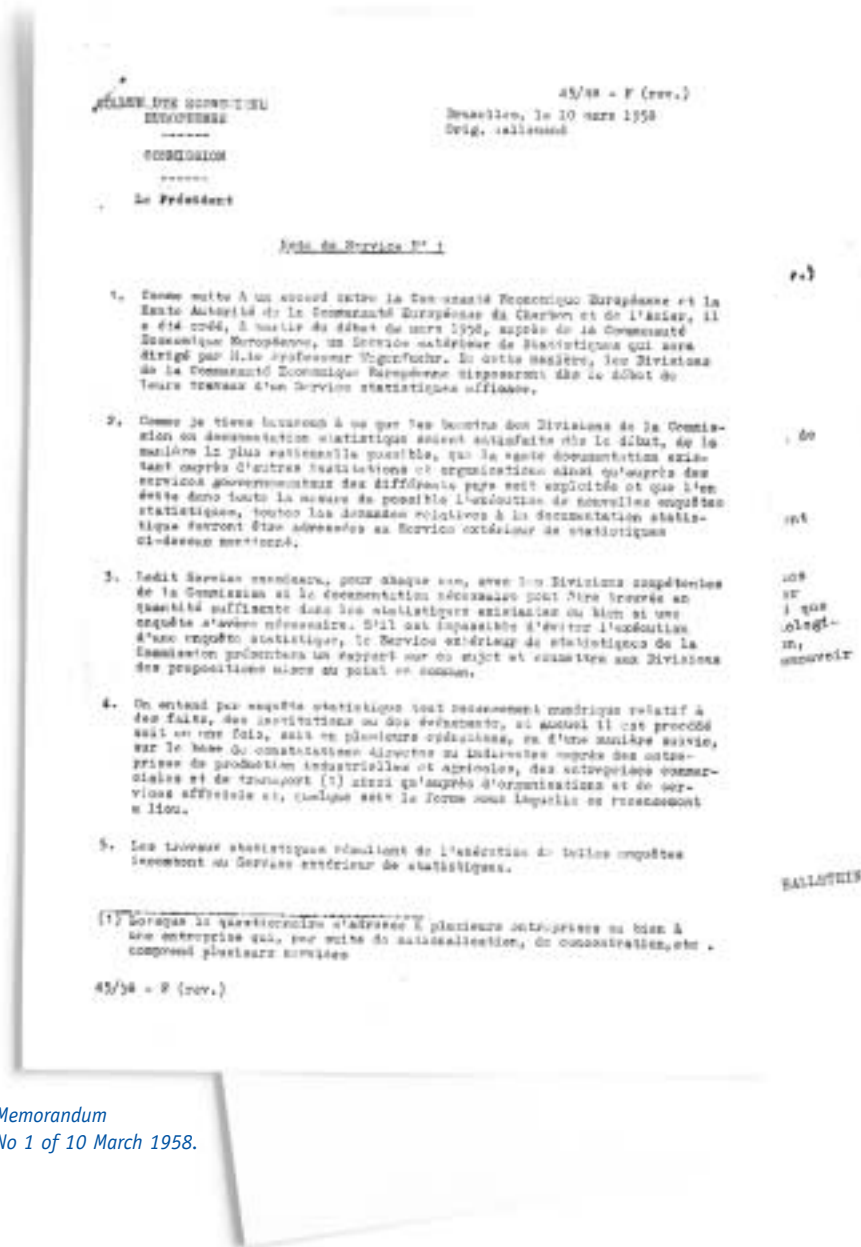 45/58 - F (rev.)
Bruxelles, le 10 mars 1958
Orig. allemand
EUROPEENNE
COMMISSION
Le Président
Note de Service N° 1
1. Comme suite à un accord entre la Communauté Economique Européenne et la
Haute Autorité de la Communauté Européenne du Charbon et de l'Acier, il
a été créé, à partir du début de mars 1958, auprès de la Communauté
Economique Européenne, un Service extérieur de Statistiques qui sera
dirigé par M.le Professeur De cette manière, les Divisions
de la Communauté Economique Européenne disposeront dès le début de
leurs travaux d'un Service statistiques efficace.
2. Comme je tiens beaucoup à ce que les besoins des Divisions de la Commis-
sion en documentation statistique soient satisfaits dès le début, de la
manière la plus rationnelle possible, que la vaste documentation exis-
tant auprès d'autres institutions et organisations ainsi qu'auprès des
services gouvernementaux des différents pays soit exploitée et que l'on
évite dans toute la mesure du possible l'exécution de nouvelles enquêtes
statistiques, toutes les demandes relatives à la documentation statis-
tique devront être adressées au Service extérieur de statistiques
ci-dessus mentionné.
3. Ledit Service examinera, pour chaque cas, avec les Divisions compétentes
de la Commission si la documentation nécessaire peut être trouvée en
quantité suffisante dans les statistiques existantes ou bien si une
enquête s'avère nécessaire. S'il est impossible d'éviter l'exécution
d'une enquête statistique, le Service extérieur de statistiques de la
Commission présentera un rapport sur ce sujet et soumettra aux Divisions
des propositions mises au point en commun.
4. On entend par enquête statistique tout recensement numérique relatif à
des faits, des institutions ou des événements, et auquel il est procédé
soit en une fois, soit en plusieurs opérations, ou d'une manière suivie,
sur la base de constatations directes ou indirectes auprès des entre-
prises de production industrielles et agricoles, des entreprises commer-
ciales et de transport (1) ainsi qu'auprès d'organisations et de ser-
vices officiels et, quelque soit la forme sous laquelle ce recensement
a lieu.
5. Les travaux statistiques résultant de l'exécution de telles enquêtes
incombent au Service extérieur de statistiques.
(1) Lorsque le questionnaire s'adresse à plusieurs entreprises ou bien à
une entreprise qui, par suite de nationalisation, de concentration,etc.
comprend plusieurs services
45/58 - F (rev.)
, de
ent
que
HALLSTEIN
Memorandum
No 1 of 10 March 1958.